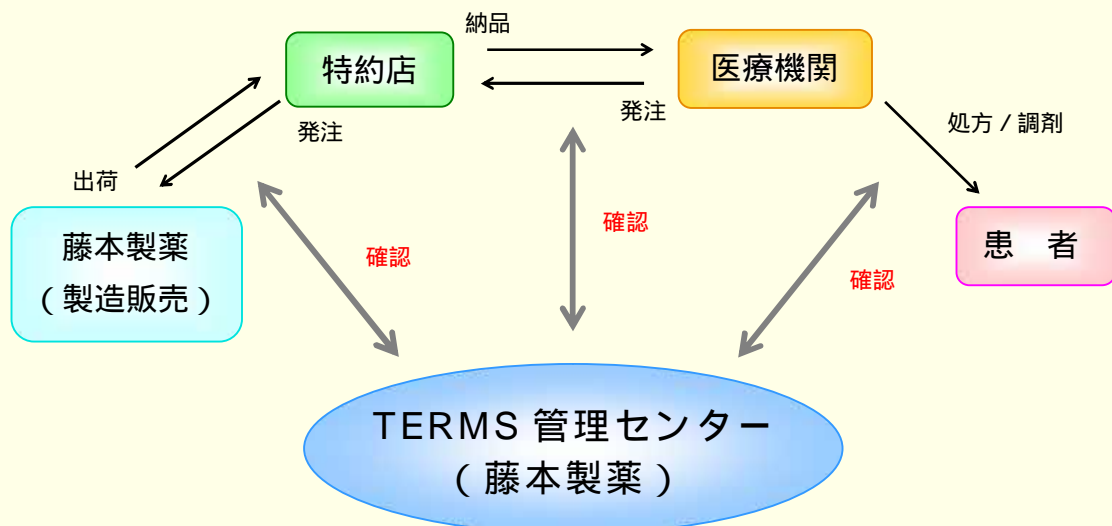 納品
特約店
医療機関
発注
発注
処方 / 調剤
出荷
藤本製薬
（製造販売）
確認
確認
確認
患　者
TERMS 管理センター
（藤本製薬）